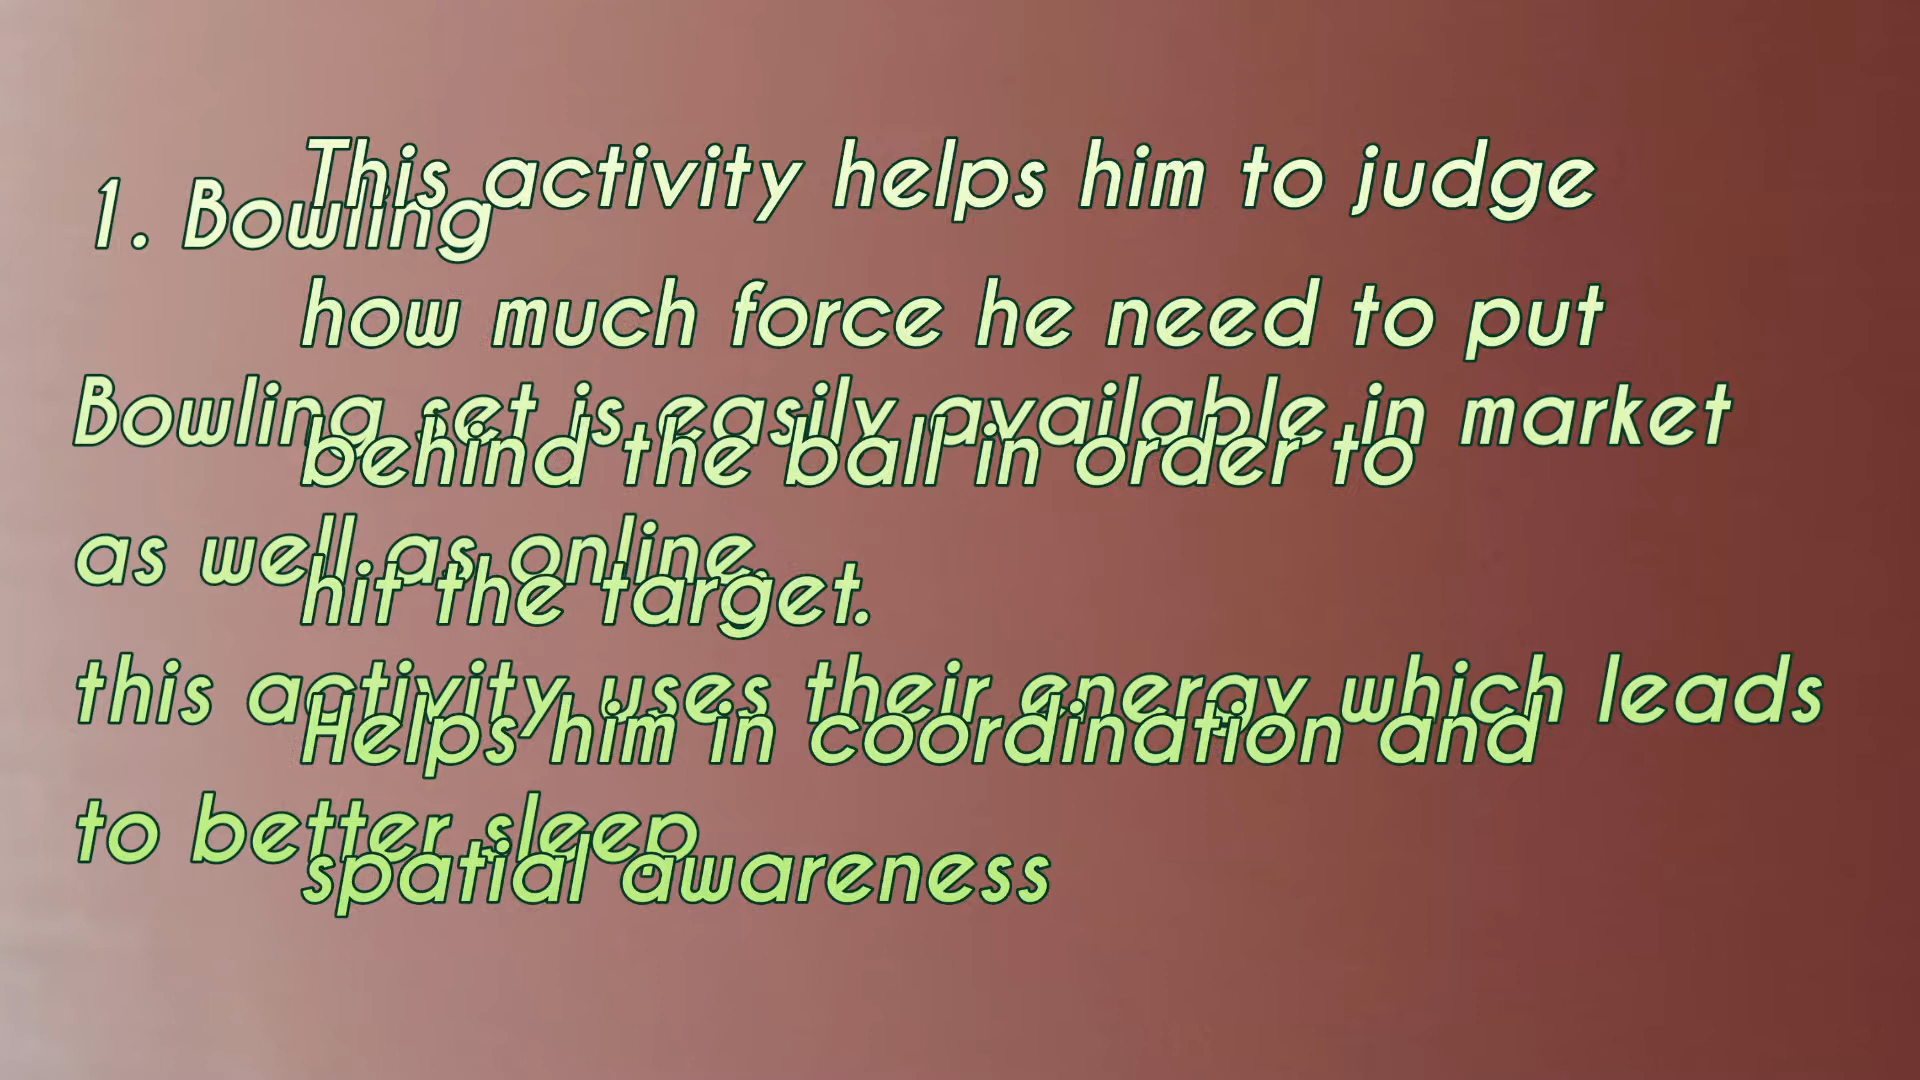 1. Bowling
Bowling set is easily available in market
as well as online.
this activity uses their energy which leads
to better sleep
This activity helps him to judge
how much force he need to put
behind the ball in order to
hit the target.
Helps him in coordination and
spatial awareness